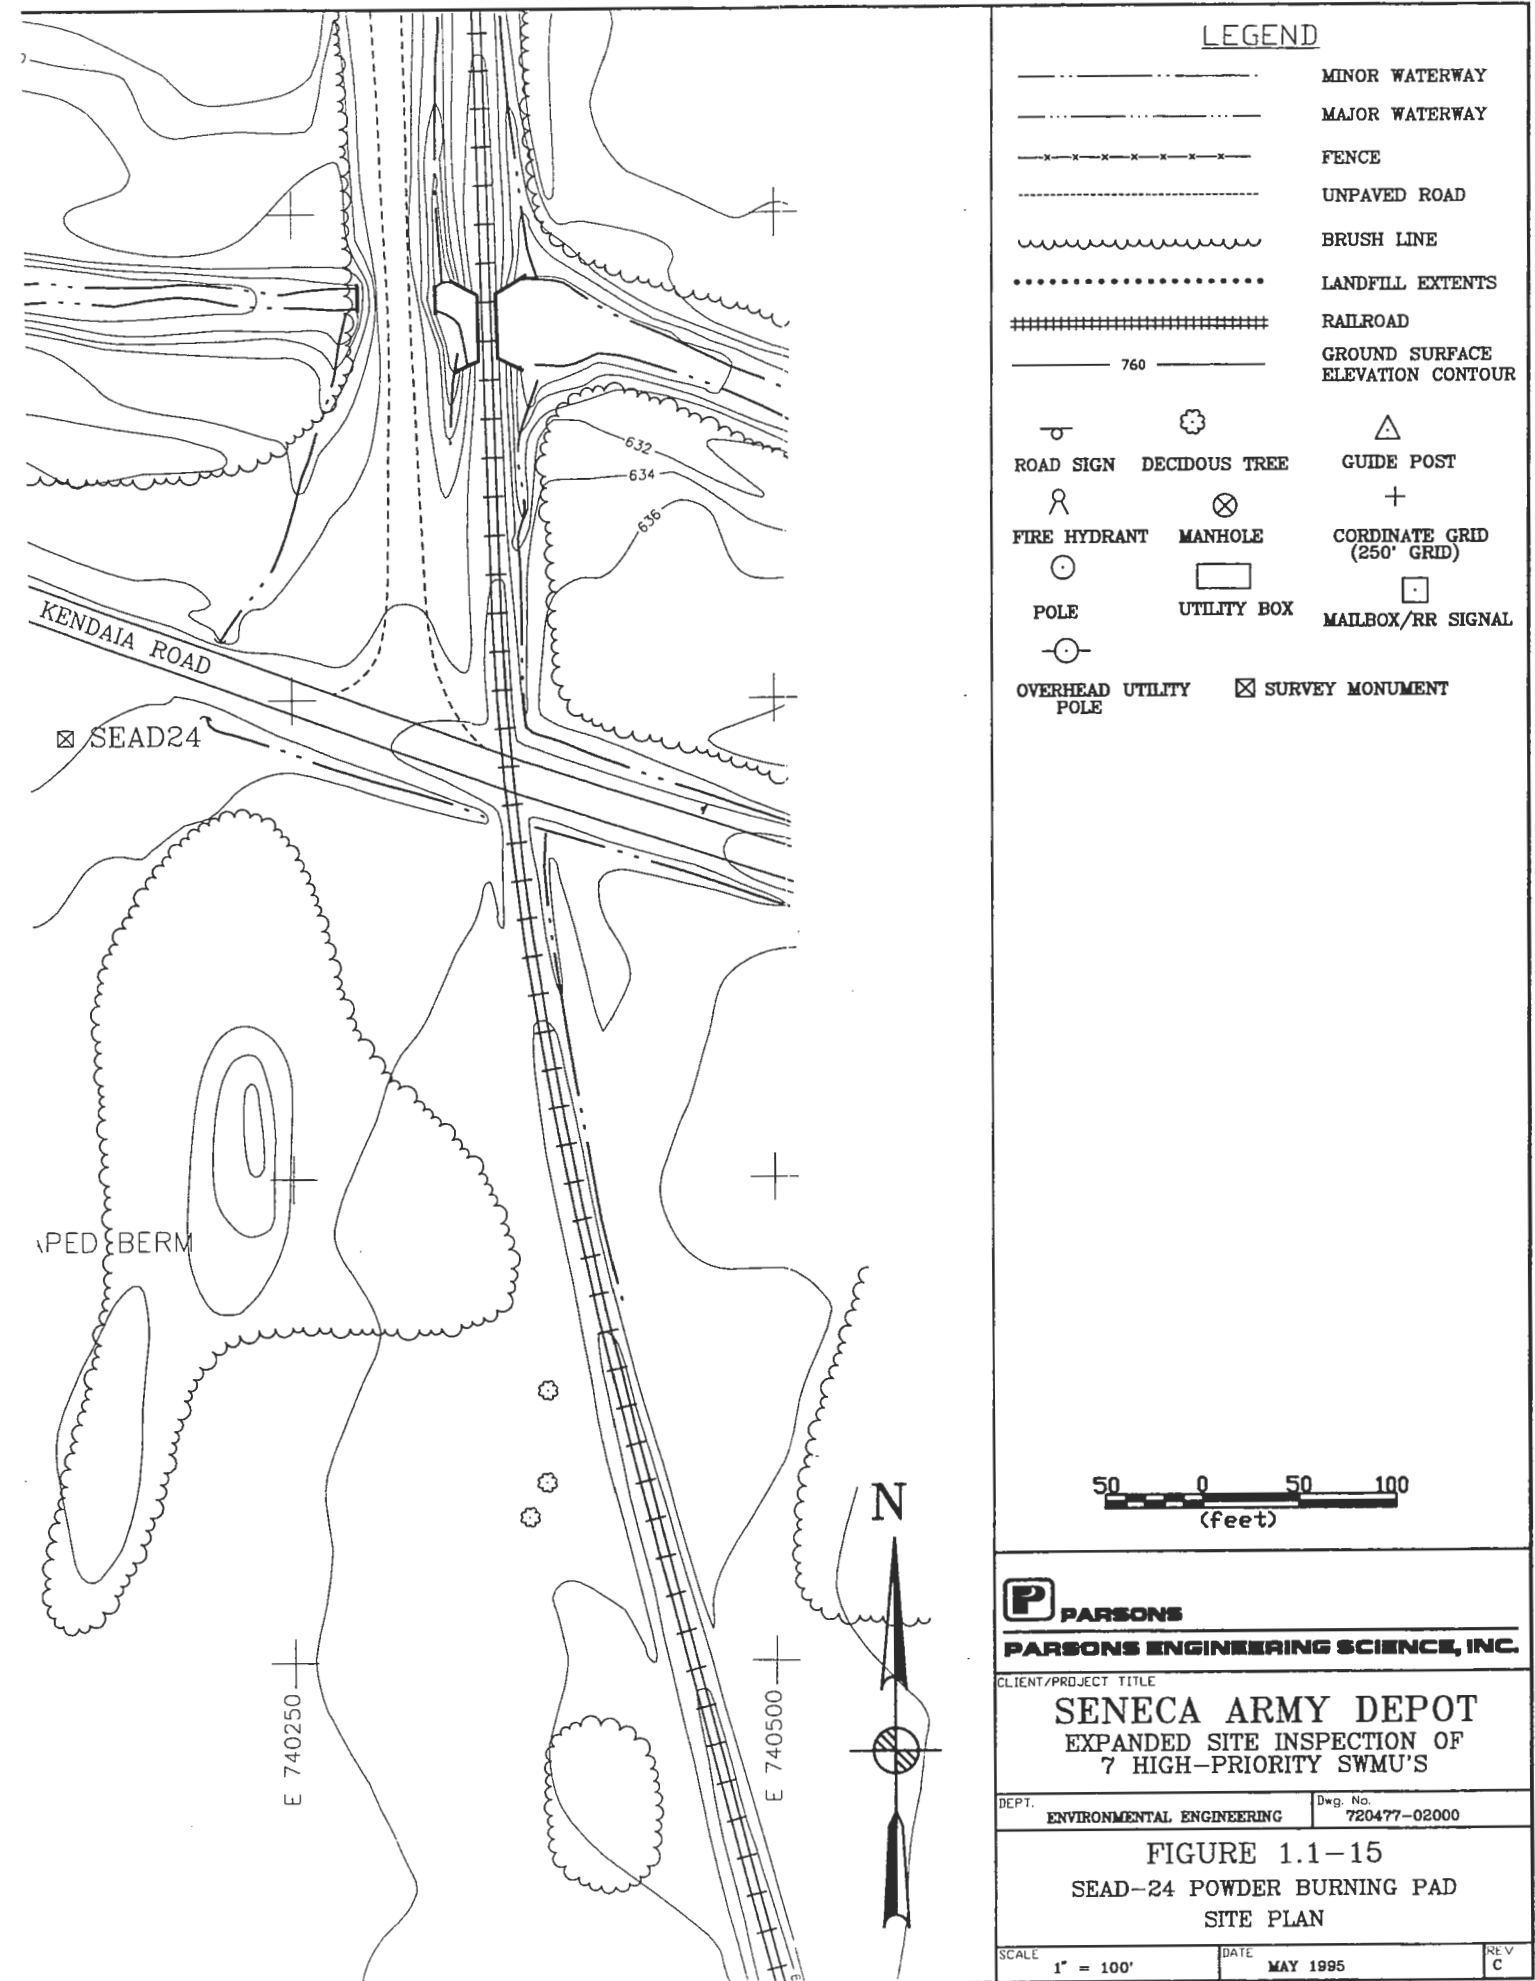 632
634
636
KENDAIA ROAD
SEAD24
PED BERM
E 740250
E 740500
N
LEGEND
MINOR WATERWAY
MAJOR WATERWAY
FENCE
UNPAVED ROAD
BRUSH LINE
LANDFILL EXTENTS
RAILROAD
760
GROUND SURFACE
ELEVATION CONTOUR
ROAD SIGN
DECIDOUS TREE
GUIDE POST
FIRE HYDRANT
MANHOLE
CORDINATE GRID
(250' GRID)
POLE
UTILITY BOX
MAILBOX/RR SIGNAL
OVERHEAD UTILITY
POLE
SURVEY MONUMENT
50 0 50 100
(feet)
P PARSONS
PARSONS ENGINEERING SCIENCE, INC.
CLIENT/PROJECT TITLE
SENECA ARMY DEPOT
EXPANDED SITE INSPECTION OF
7 HIGH-PRIORITY SWMU'S
DEPT.
ENVIRONMENTAL ENGINEERING
Dwg. No.
720477-02000
FIGURE 1.1-15
SEAD-24 POWDER BURNING PAD
SITE PLAN
SCALE
1" = 100'
DATE
MAY 1995
REV
C